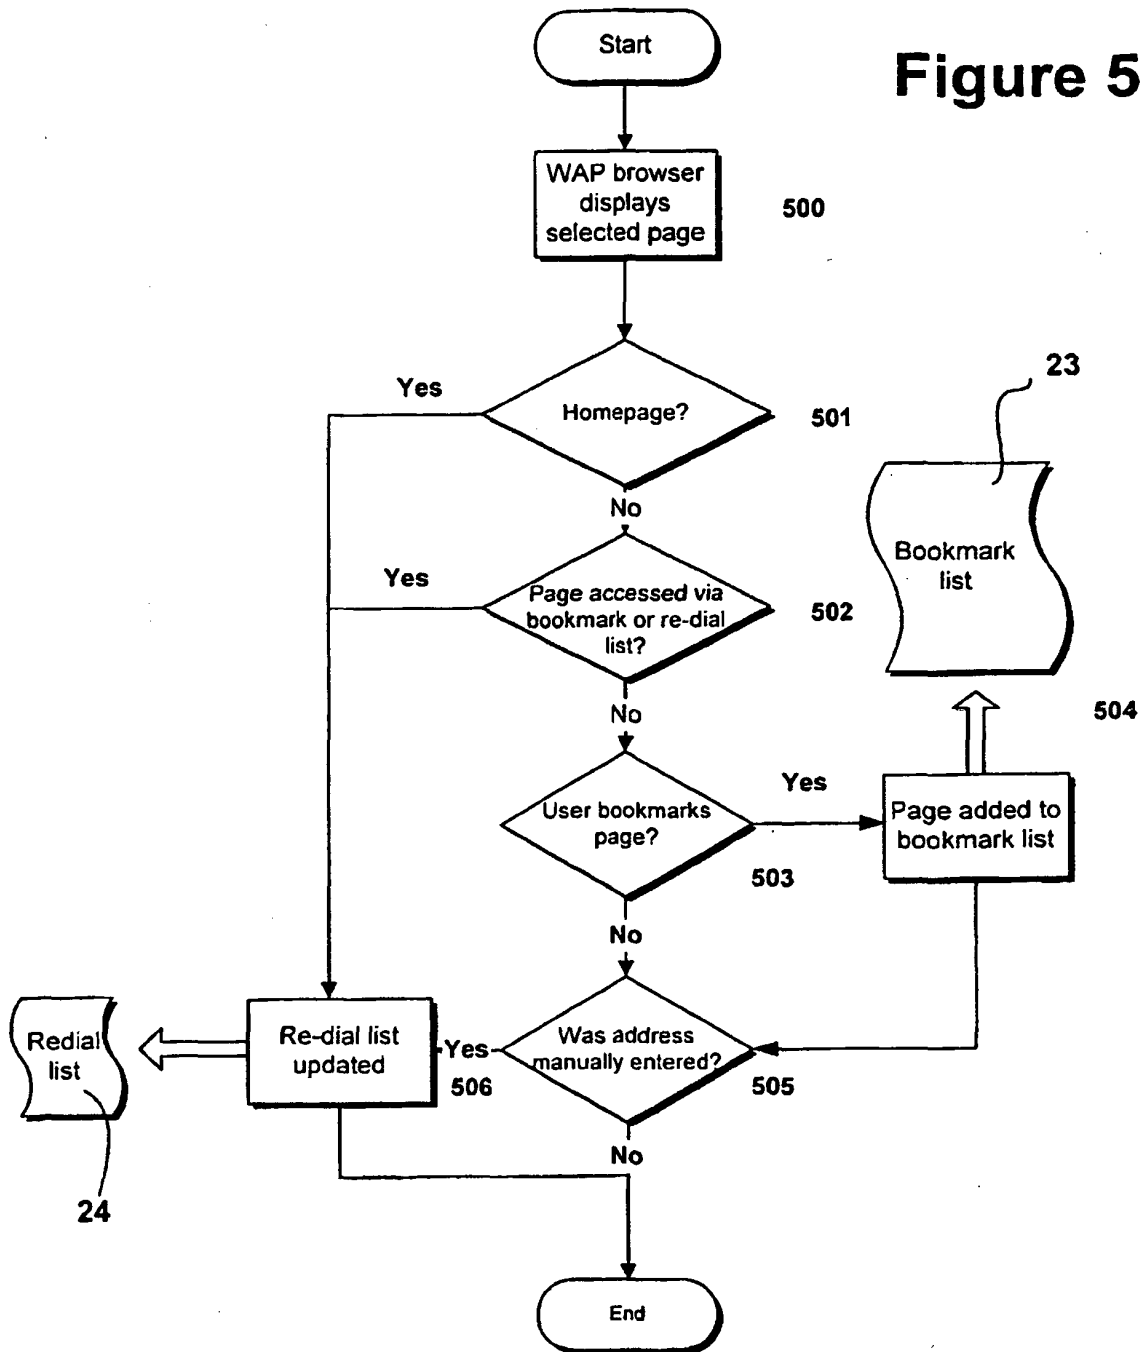 Start
Figure 5
WAP browser
displays
selected page
500
23
Yes
Homepage?
501
No
Bookmark
list
Yes
Page accessed via
bookmark or re-dial
list?
502
No
504
Yes
User bookmarks
page?
Page added to
bookmark list
503
No
Redial
list
Re-dial list
updated
Yes
506
Was address
manually entered?
505
No
24
End